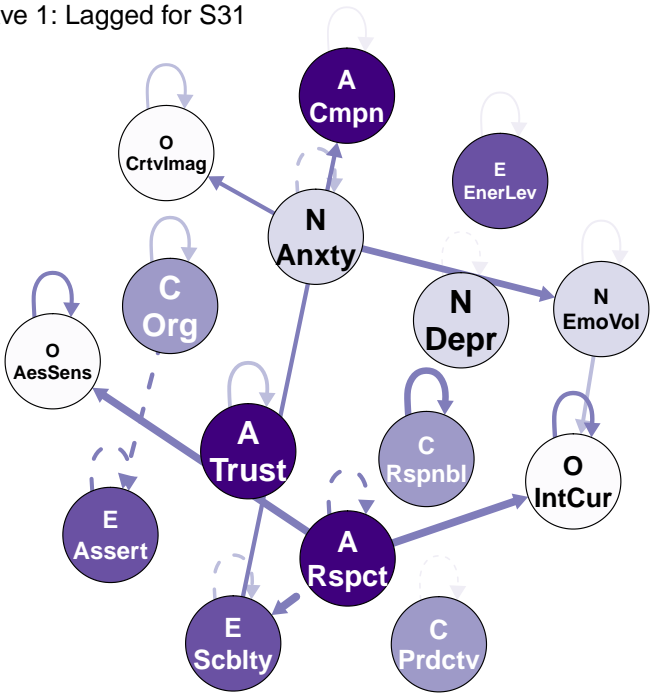 ve 1: Lagged for S31
A
Cmpn
O
CrtvImag
E
EnerLev
N
Anxty
C
Org
N
Depr
N
EmoVol
O
AesSens
A
Trust
C
Rspnbl
O
IntCur
E
Assert
A
Rspct
E
Scblty
C
Prdctv